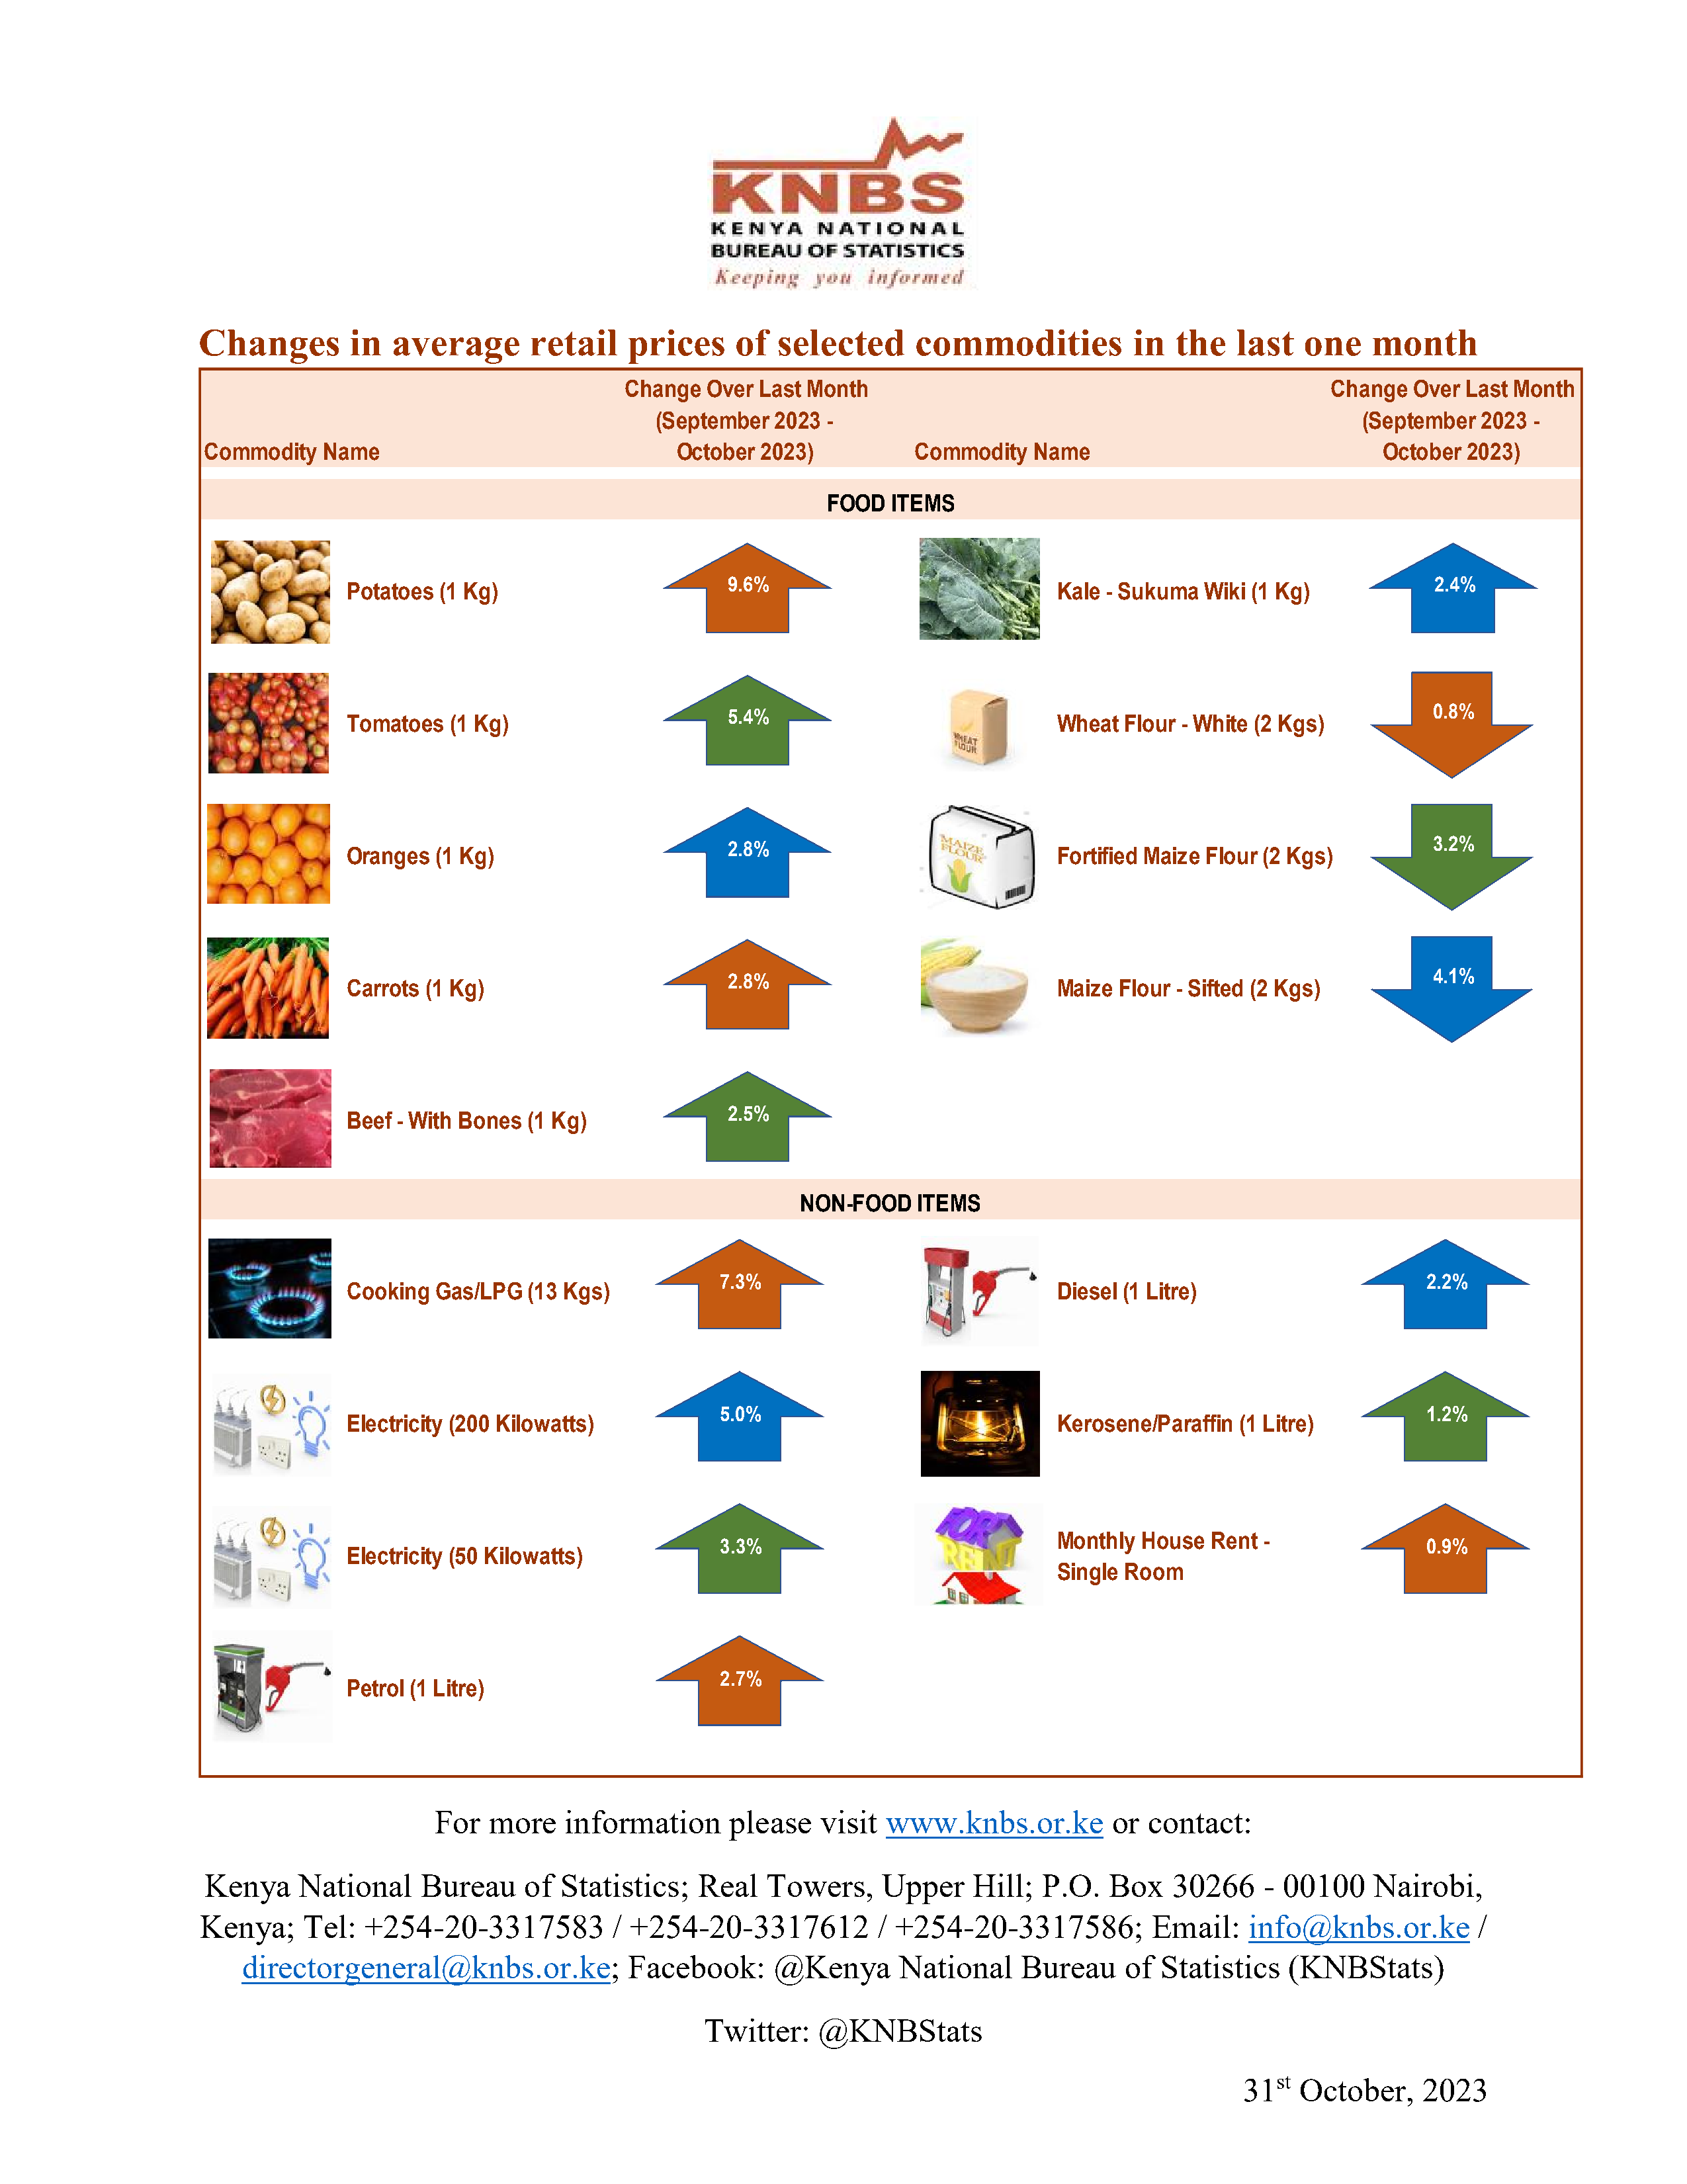 KNBS
KENYA NATIONAL
BUREAU OF STATISTICS
Keeping you informed
Changes in average retail prices of selected commodities in the last one month
Commodity Name
Change Over Last Month
(September 2023 -
October 2023)
Commodity Name
Change Over Last Month
(September 2023 -
October 2023)
FOOD ITEMS
Potatoes (1 Kg) 9.6% Kale - Sukuma Wiki (1 Kg) 2.4%
Tomatoes (1 Kg) 5.4% WHEAT
FLOUR
Wheat Flour - White (2 Kgs) 0.8%
Oranges (1 Kg) 2.8% MAIZE
FLOUR
Fortified Maize Flour (2 Kgs) 3.2%
Carrots (1 Kg) 2.8% Maize Flour - Sifted (2 Kgs) 4.1%
Beef - With Bones (1 Kg) 2.5%
NON-FOOD ITEMS
Cooking Gas/LPG (13 Kgs) 7.3% Diesel (1 Litre) 2.2%
Electricity (200 Kilowatts) 5.0% Kerosene/Paraffin (1 Litre) 1.2%
Electricity (50 Kilowatts) 3.3% FOR
RENT
Monthly House Rent -
Single Room 0.9%
Petrol (1 Litre) 2.7%
For more information please visit www.knbs.or.ke or contact:
Kenya National Bureau of Statistics; Real Towers, Upper Hill; P.O. Box 30266 - 00100 Nairobi,
Kenya; Tel: +254-20-3317583 / +254-20-3317612 / +254-20-3317586; Email: info@knbs.or.ke /
directorgeneral@knbs.or.ke; Facebook: @Kenya National Bureau of Statistics (KNBStats)
Twitter: @KNBStats
31st October, 2023